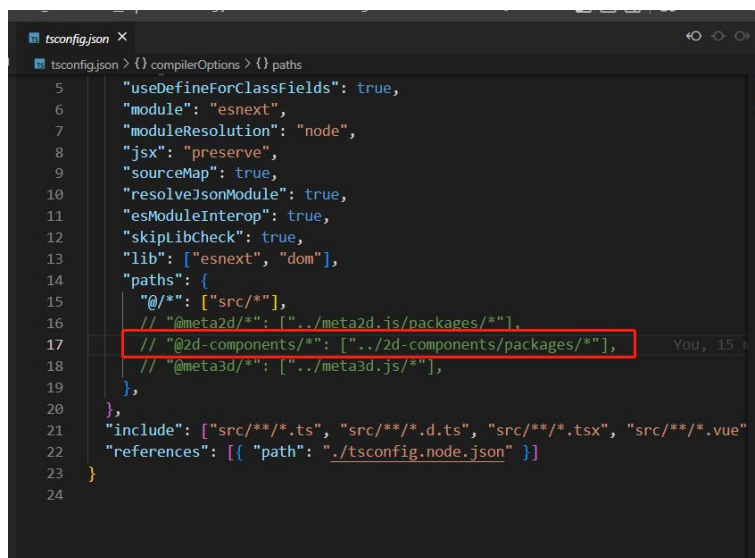 tsconfig.json
tsconfig.json > {} compilerOptions > {} paths
5 "useDefineForClassFields": true,
6 "module": "esnext",
7 "moduleResolution": "node",
8 "jsx": "preserve",
9 "sourceMap": true,
10 "resolveJsonModule": true,
11 "esModuleInterop": true,
12 "skipLibCheck": true,
13 "lib": ["esnext", "dom"],
14 "paths": {
15 "@/*": ["src/*"],
16 // "@meta2d/*": ["../meta2d.js/packages/*"],
17 // "@2d-components/*": ["../2d-components/packages/*"], You, 15
18 // "@meta3d/*": ["../meta3d.js/*"],
19 },
20 },
21 "include": ["src/**/*.ts", "src/**/*.d.ts", "src/**/*.tsx", "src/**/*.vue"
22 "references": [{ "path": "./tsconfig.node.json" }]
23 }
24